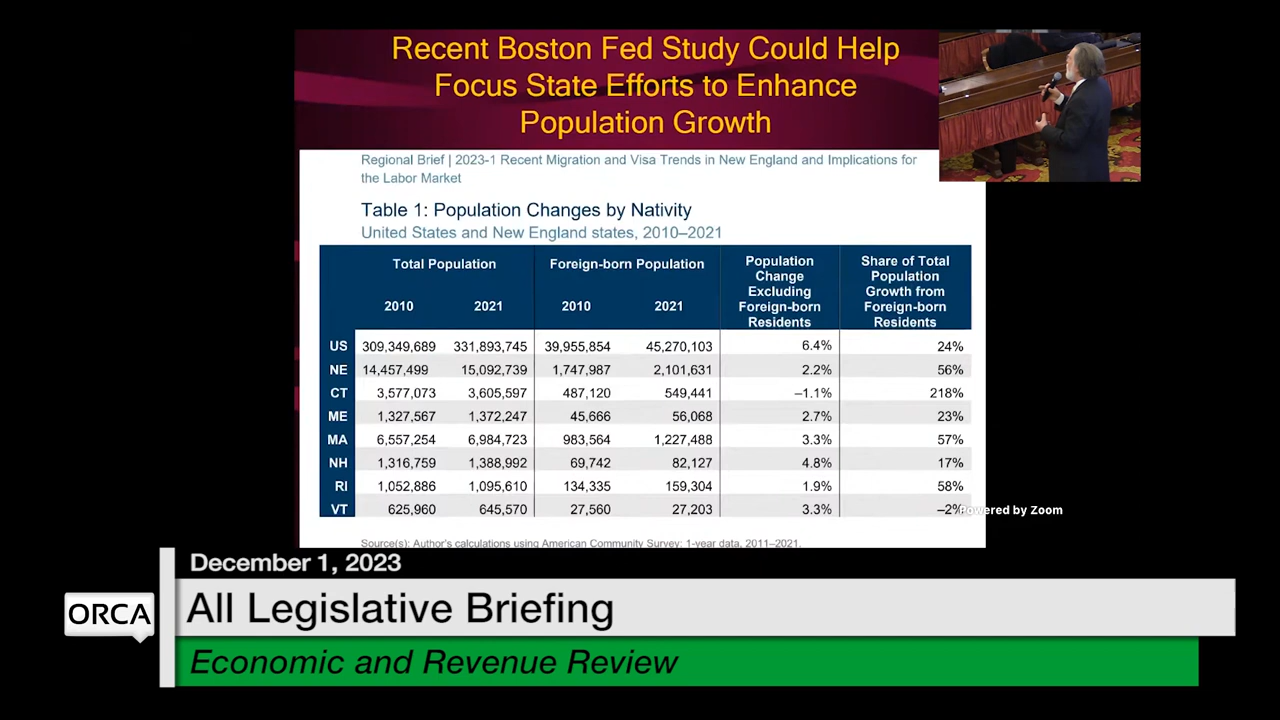 Recent Boston Fed Study Could Help
Focus State Efforts to Enhance
Population Growth
Regional Brief | 2023-1 Recent Migration and Visa Trends in New England and Implications for
the Labor Market
Table 1: Population Changes by Nativity
United States and New England states, 2010–2021
Total Population Foreign-born Population Population Change Excluding Foreign-born Residents Share of Total Population Growth from Foreign-born Residents
2010 2021 2010 2021
US 309,349,689 331,893,745 39,955,854 45,270,103 6.4% 24%
NE 14,457,499 15,092,739 1,747,987 2,101,631 2.2% 56%
CT 3,577,073 3,605,597 487,120 549,441 –1.1% 218%
ME 1,327,567 1,372,247 45,666 56,068 2.7% 23%
MA 6,557,254 6,984,723 983,564 1,227,488 3.3% 57%
NH 1,316,759 1,388,992 69,742 82,127 4.8% 17%
RI 1,052,886 1,095,610 134,335 159,304 1.9% 58%
VT 625,960 645,570 27,560 27,203 3.3% –2%
Powered by Zoom
Source(s): Author's calculations using American Community Survey: 1-year data, 2011–2021.
December 1, 2023
ORCA
All Legislative Briefing
Economic and Revenue Review